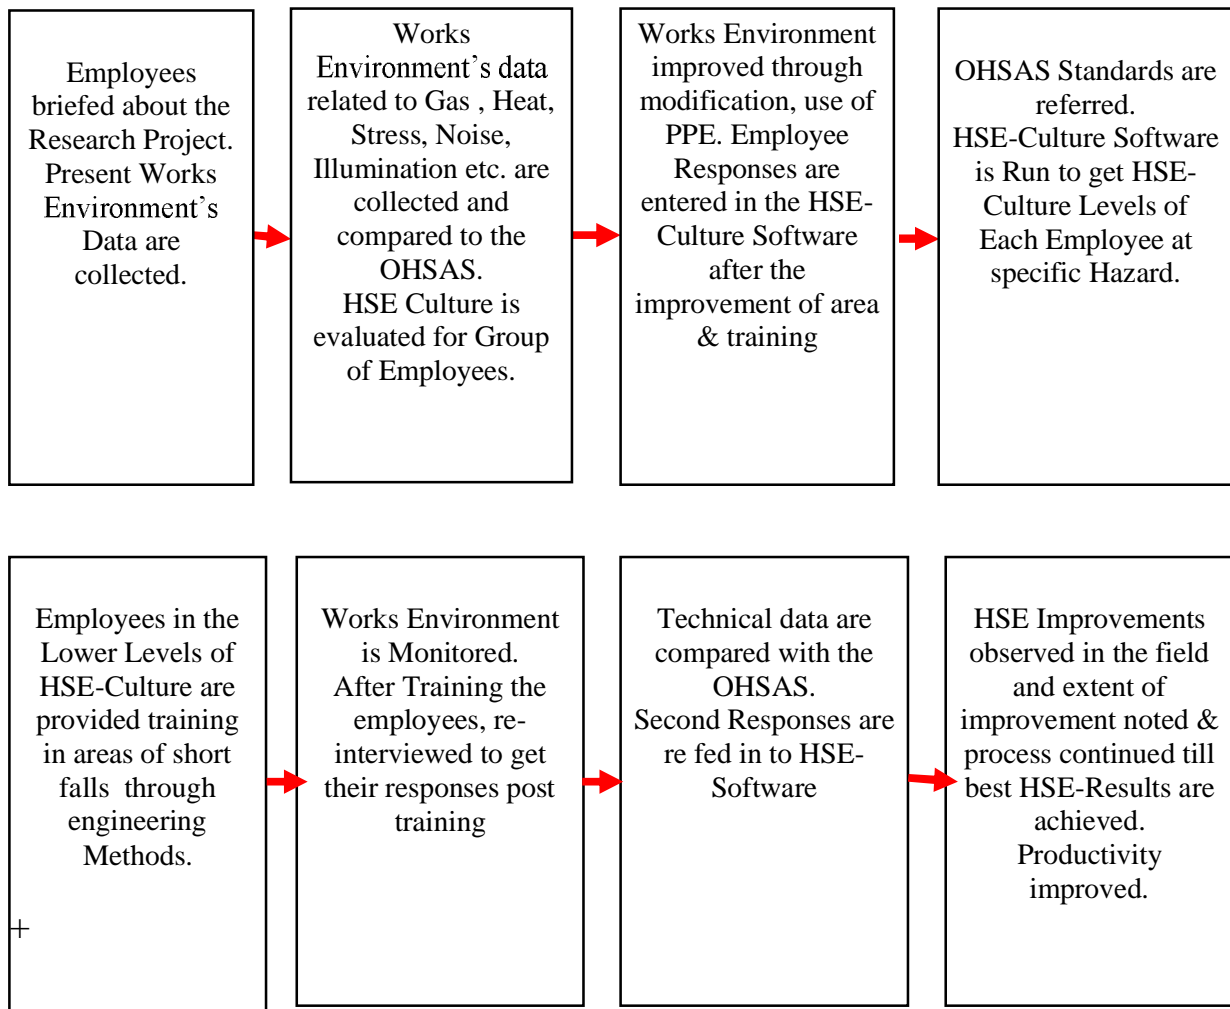 Employees
briefed about the
Research Project.
Present Works
Environment's
Data are
collected.
Works
Environment's data
related to Gas , Heat,
Stress, Noise,
Illumination etc. are
collected and
compared to the
OHSAS.
HSE Culture is
evaluated for Group
of Employees.
Works Environment
improved through
modification, use of
PPE. Employee
Responses are
entered in the HSE-
Culture Software
after the
improvement of area
& training
OHSAS Standards are
referred.
HSE-Culture Software
is Run to get HSE-
Culture Levels of
Each Employee at
specific Hazard.
Employees in the
Lower Levels of
HSE-Culture are
provided training
in areas of short
falls through
engineering
Methods.
+
Works Environment
is Monitored.
After Training the
employees, re-
interviewed to get
their responses post
training
Technical data are
compared with the
OHSAS.
Second Responses are
re fed in to HSE-
Software
HSE Improvements
observed in the field
and extent of
improvement noted &
process continued till
best HSE-Results are
achieved.
Productivity
improved.